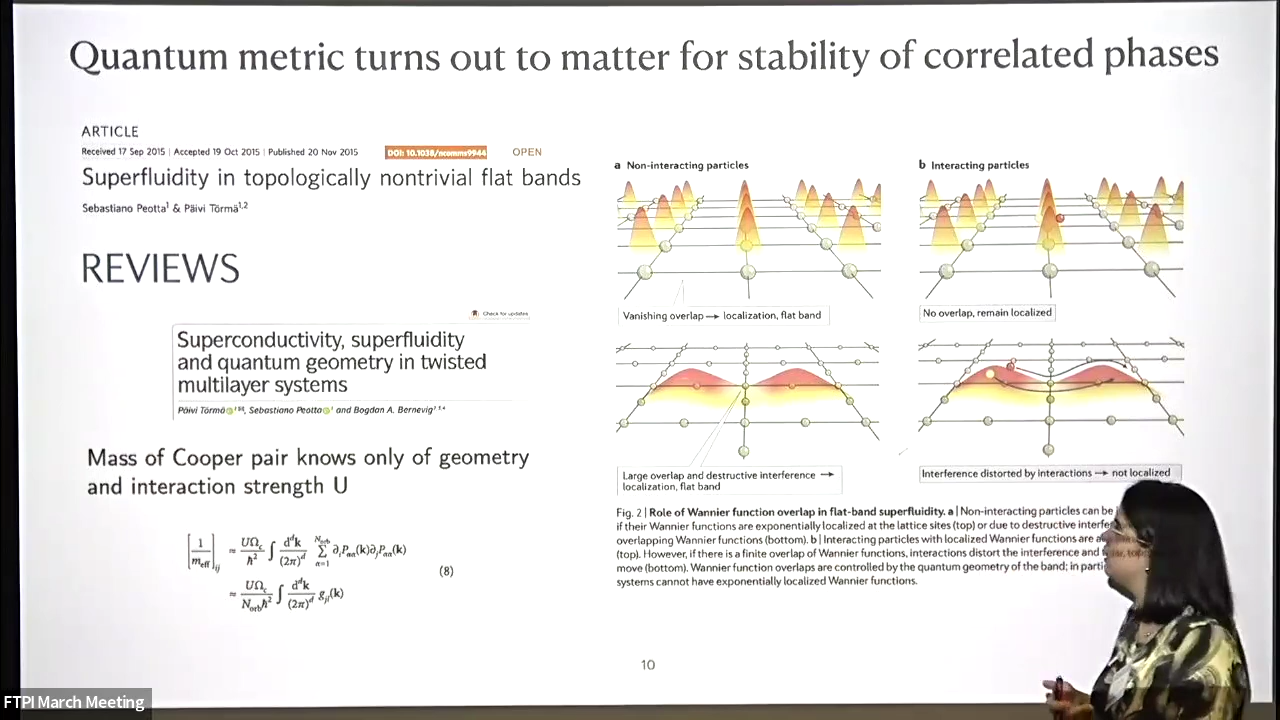 Quantum metric turns out to matter for stability of correlated phases
ARTICLE
Received 17 Sep 2015 | Accepted 19 Oct 2015 | Published 20 Nov 2015
DOI: 10.1038/ncomms9944
OPEN
Superfluidity in topologically nontrivial flat bands
Sebastiano Peotta¹ & Päivi Törmä¹,²
REVIEWS
Check for updates
Superconductivity, superfluidity
and quantum geometry in twisted
multilayer systems
Päivi Törmä, Sebastiano Peotta and Bogdan A. Bernevig
Mass of Cooper pair knows only of geometry
and interaction strength U
(8)
a Non-interacting particles
Vanishing overlap → localization, flat band
Large overlap and destructive interference →
localization, flat band
b Interacting particles
No overlap, remain localized
Interference distorted by interactions → not localized
Fig. 2 | Role of Wannier function overlap in flat-band superfluidity. a | Non-interacting particles can be
if their Wannier functions are exponentially localized at the lattice sites (top) or due to destructive
overlapping Wannier functions (bottom). b | Interacting particles with localized Wannier functions are
(top). However, if there is a finite overlap of Wannier functions, interactions distort the interference and
move (bottom). Wannier function overlaps are controlled by the quantum geometry of the band; in
systems cannot have exponentially localized Wannier functions.
10
FTPI March Meeting